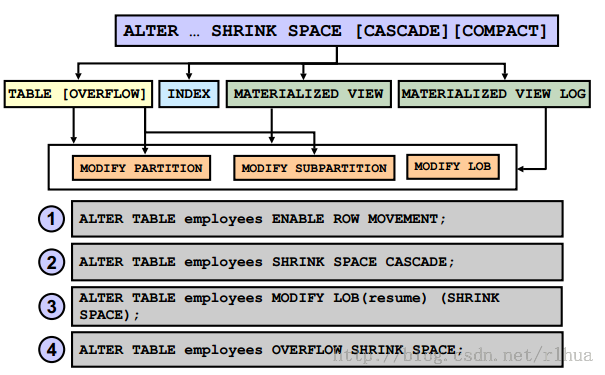 ALTER … SHRINK SPACE [CASCADE][COMPACT]
TABLE [OVERFLOW]
INDEX
MATERIALIZED VIEW
MATERIALIZED VIEW LOG
MODIFY PARTITION
MODIFY SUBPARTITION
MODIFY LOB
1
ALTER TABLE employees ENABLE ROW MOVEMENT;
2
ALTER TABLE employees SHRINK SPACE CASCADE;
3
ALTER TABLE employees MODIFY LOB(resume) (SHRINK
SPACE);
4
ALTER TABLE employees OVERFLOW SHRINK SPACE;
http://blog.csdn.net/rlhua